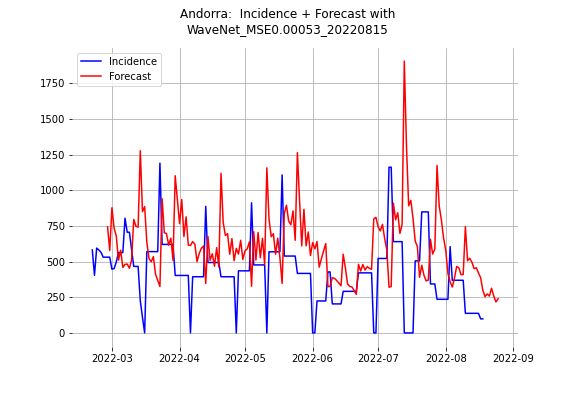 Andorra:  Incidence + Forecast with
WaveNet_MSE0.00053_20220815
Incidence
Forecast
1750
1500
1250
1000
750
500
250
0
2022-03 2022-04 2022-05 2022-06 2022-07 2022-08 2022-09